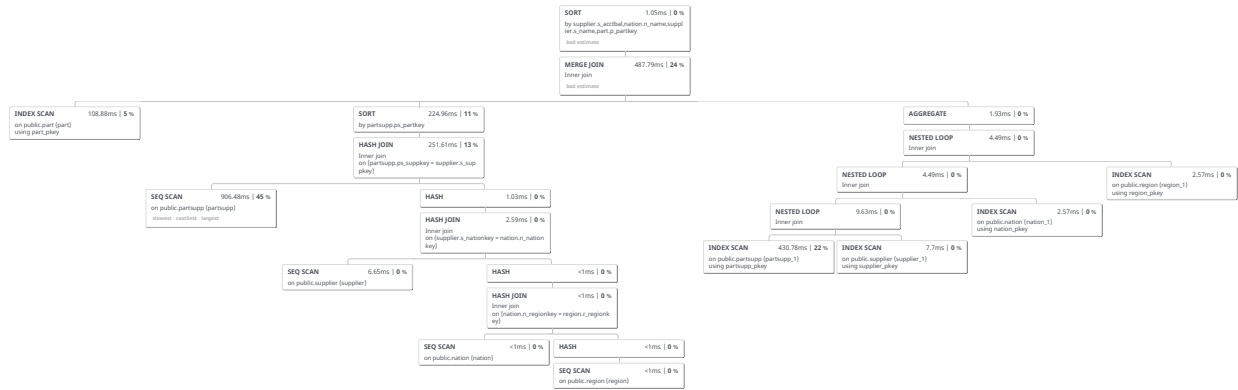 SORT 1.05ms | 0 %
by supplier.s_acctbal,nation.n_name,suppl
ier.s_name,part.p_partkey
bad estimate
MERGE JOIN 487.79ms | 24 %
Inner join
bad estimate
INDEX SCAN 108.88ms | 5 %
on public.part (part)
using part_pkey
SORT 224.96ms | 11 %
by partsupp.ps_partkey
HASH JOIN 251.61ms | 13 %
Inner join
on (partsupp.ps_suppkey = supplier.s_sup
pkey)
SEQ SCAN 906.48ms | 45 %
on public.partsupp (partsupp)
slowest costliest largest
HASH 1.03ms | 0 %
HASH JOIN 2.59ms | 0 %
Inner join
on (supplier.s_nationkey = nation.n_nation
key)
SEQ SCAN 6.65ms | 0 %
on public.supplier (supplier)
HASH <1ms | 0 %
HASH JOIN <1ms | 0 %
Inner join
on (nation.n_regionkey = region.r_regionk
ey)
SEQ SCAN <1ms | 0 %
on public.nation (nation)
HASH <1ms | 0 %
SEQ SCAN <1ms | 0 %
on public.region (region)
AGGREGATE 1.93ms | 0 %
NESTED LOOP 4.49ms | 0 %
Inner join
NESTED LOOP 4.49ms | 0 %
Inner join
INDEX SCAN 2.57ms | 0 %
on public.region (region_1)
using region_pkey
NESTED LOOP 9.63ms | 0 %
Inner join
INDEX SCAN 2.57ms | 0 %
on public.nation (nation_1)
using nation_pkey
INDEX SCAN 430.78ms | 22 %
on public.partsupp (partsupp_1)
using partsupp_pkey
INDEX SCAN 7.7ms | 0 %
on public.supplier (supplier_1)
using supplier_pkey